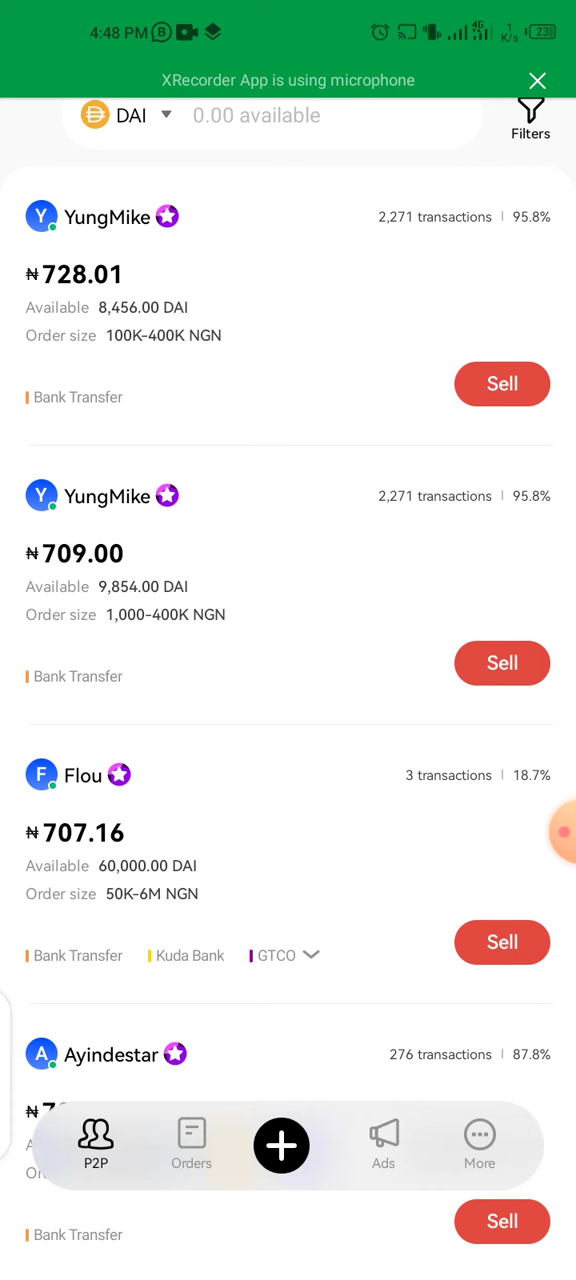 4:48 PM
4G
1
K/s
23
XRecorder App is using microphone
DAI 0.00 available
Filters
Y YungMike 2,271 transactions 95.8%
₦728.01
Available 8,456.00 DAI
Order size 100K-400K NGN
Sell
Bank Transfer
Y YungMike 2,271 transactions 95.8%
₦709.00
Available 9,854.00 DAI
Order size 1,000-400K NGN
Sell
Bank Transfer
F Flou 3 transactions 18.7%
₦707.16
Available 60,000.00 DAI
Order size 50K-6M NGN
Sell
Bank Transfer Kuda Bank GTCO
A Ayindestar 276 transactions 87.8%
P2P Orders Ads More
Sell
Bank Transfer